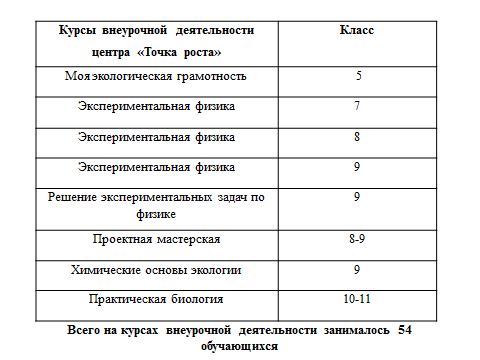 Курсы внеурочной деятельности
центра «Точка роста»
Класс
Моя экологическая грамотность
5
Экспериментальная физика
7
Экспериментальная физика
8
Экспериментальная физика
9
Решение экспериментальных задач по
физике
9
Проектная мастерская
8-9
Химические основы экологии
9
Практическая биология
10-11
Всего на курсах внеурочной деятельности занималось 54
обучающихся